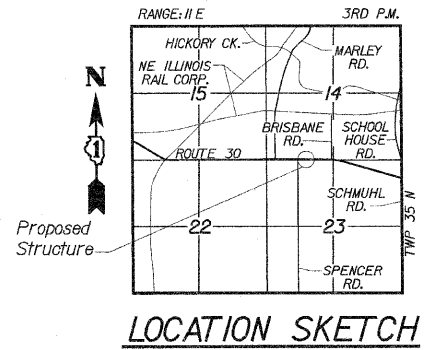 RANGE: 11 E
3RD P.M.
HICKORY CK.
MARLEY
RD.
NE ILLINOIS
RAIL CORP.
N
15
14
BRISBANE
RD.
SCHOOL
HOUSE
RD.
1
ROUTE 30
SCHMUHL
RD.
TWP 35 N
Proposed
Structure
22
23
SPENCER
RD.
LOCATION SKETCH